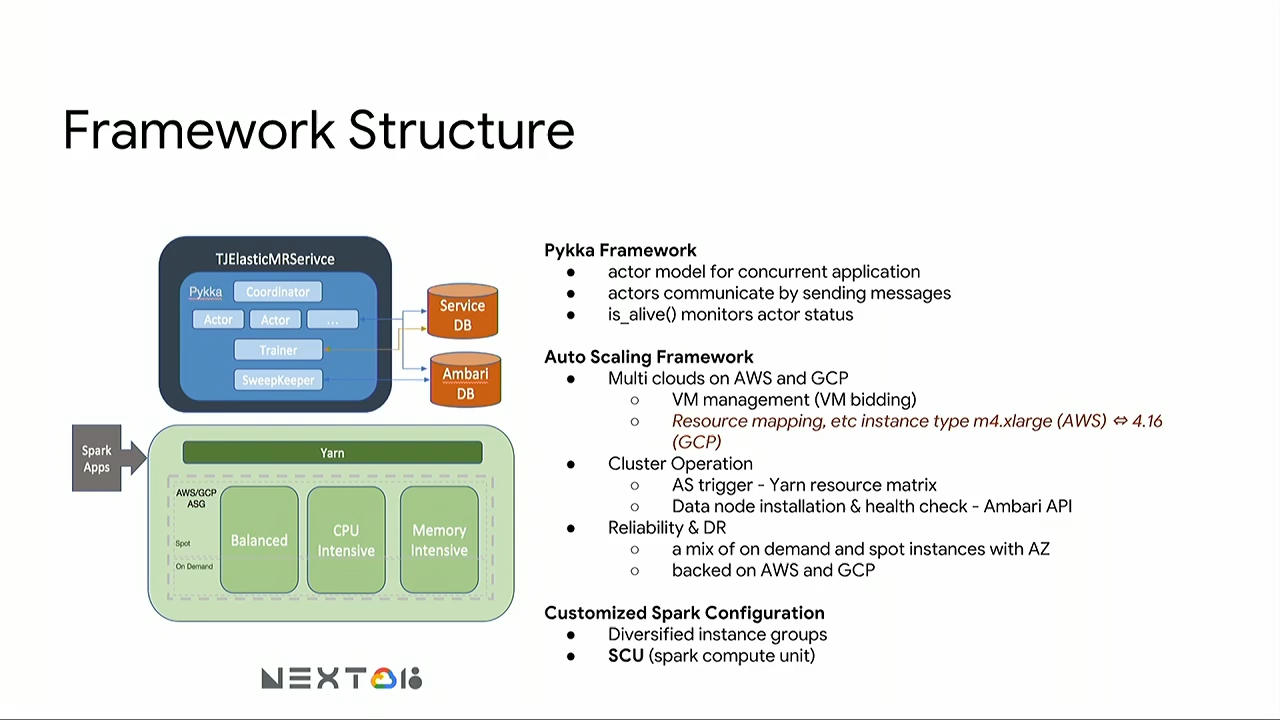 Framework Structure
TJElasticMRSerivce
Pykka
Coordinator
Actor
Actor
...
Trainer
SweepKeeper
Service
DB
Ambari
DB
Spark
Apps
Yarn
AWS/GCP
ASG
Spot
On Demand
Balanced
CPU
Intensive
Memory
Intensive
Pykka Framework
● actor model for concurrent application
● actors communicate by sending messages
● is_alive() monitors actor status
Auto Scaling Framework
● Multi clouds on AWS and GCP
○ VM management (VM bidding)
○ Resource mapping, etc instance type m4.xlarge (AWS) ⇔ 4.16
(GCP)
● Cluster Operation
○ AS trigger - Yarn resource matrix
○ Data node installation & health check - Ambari API
● Reliability & DR
○ a mix of on demand and spot instances with AZ
○ backed on AWS and GCP
Customized Spark Configuration
● Diversified instance groups
● SCU (spark compute unit)
NEXT 18